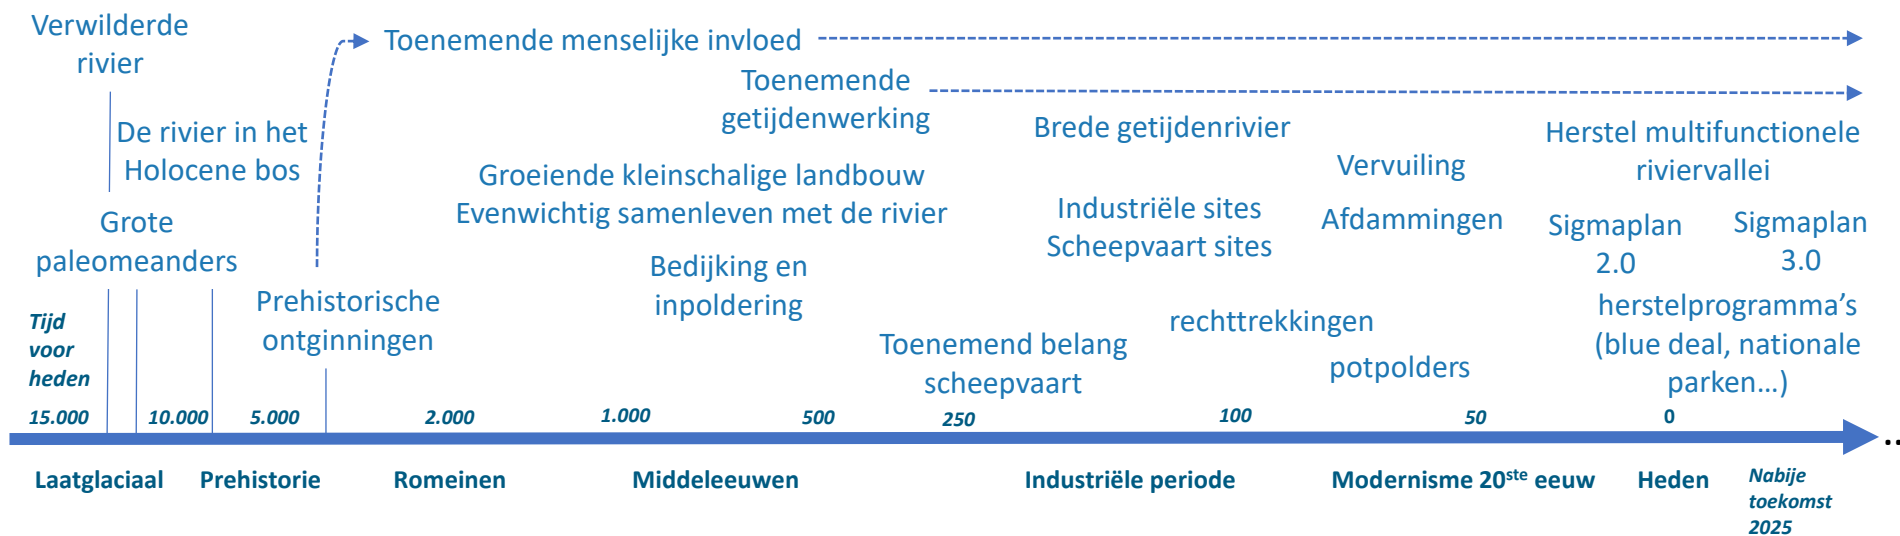 Verwilderde
rivier
Toenemende menselijke invloed
Toenemende
getijdenwerking
De rivier in het
Holocene bos
Brede getijdenrivier
Herstel multifunctionele
riviervallei
Vervuiling
Groeiende kleinschalige landbouw
Evenwichtig samenleven met de rivier
Grote
paleomeanders
Industriële sites
Scheepvaart sites
Afdammingen
Sigmaplan
2.0
Sigmaplan
3.0
Bedijking en
inpoldering
Prehistorische
ontginningen
Tijd
voor
heden
rechttrekkingen
herstelprogramma's
(blue deal, nationale
parken...)
Toenemend belang
scheepvaart
potpolders
15.000 10.000 5.000 2.000 1.000 500 250 100 50 0
..
Laatglaciaal Prehistorie Romeinen Middeleeuwen Industriële periode Modernisme 20ste eeuw Heden
Nabije
toekomst
2025